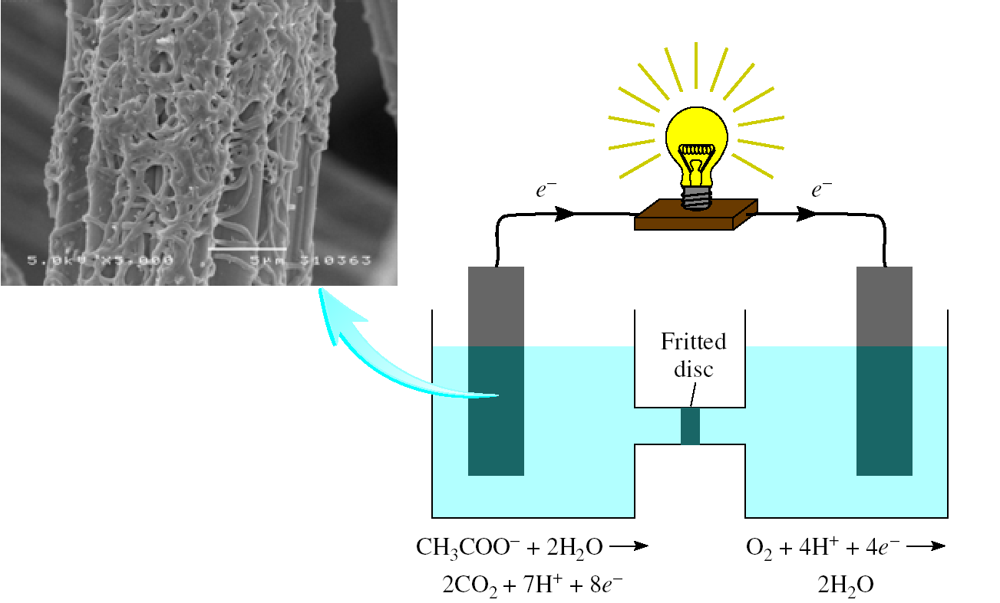 5.0kV X5,000 5µm 310363
e⁻
e⁻
Fritted
disc
CH₃COO⁻ + 2H₂O ⟶
2CO₂ + 7H⁺ + 8e⁻
O₂ + 4H⁺ + 4e⁻ ⟶
2H₂O